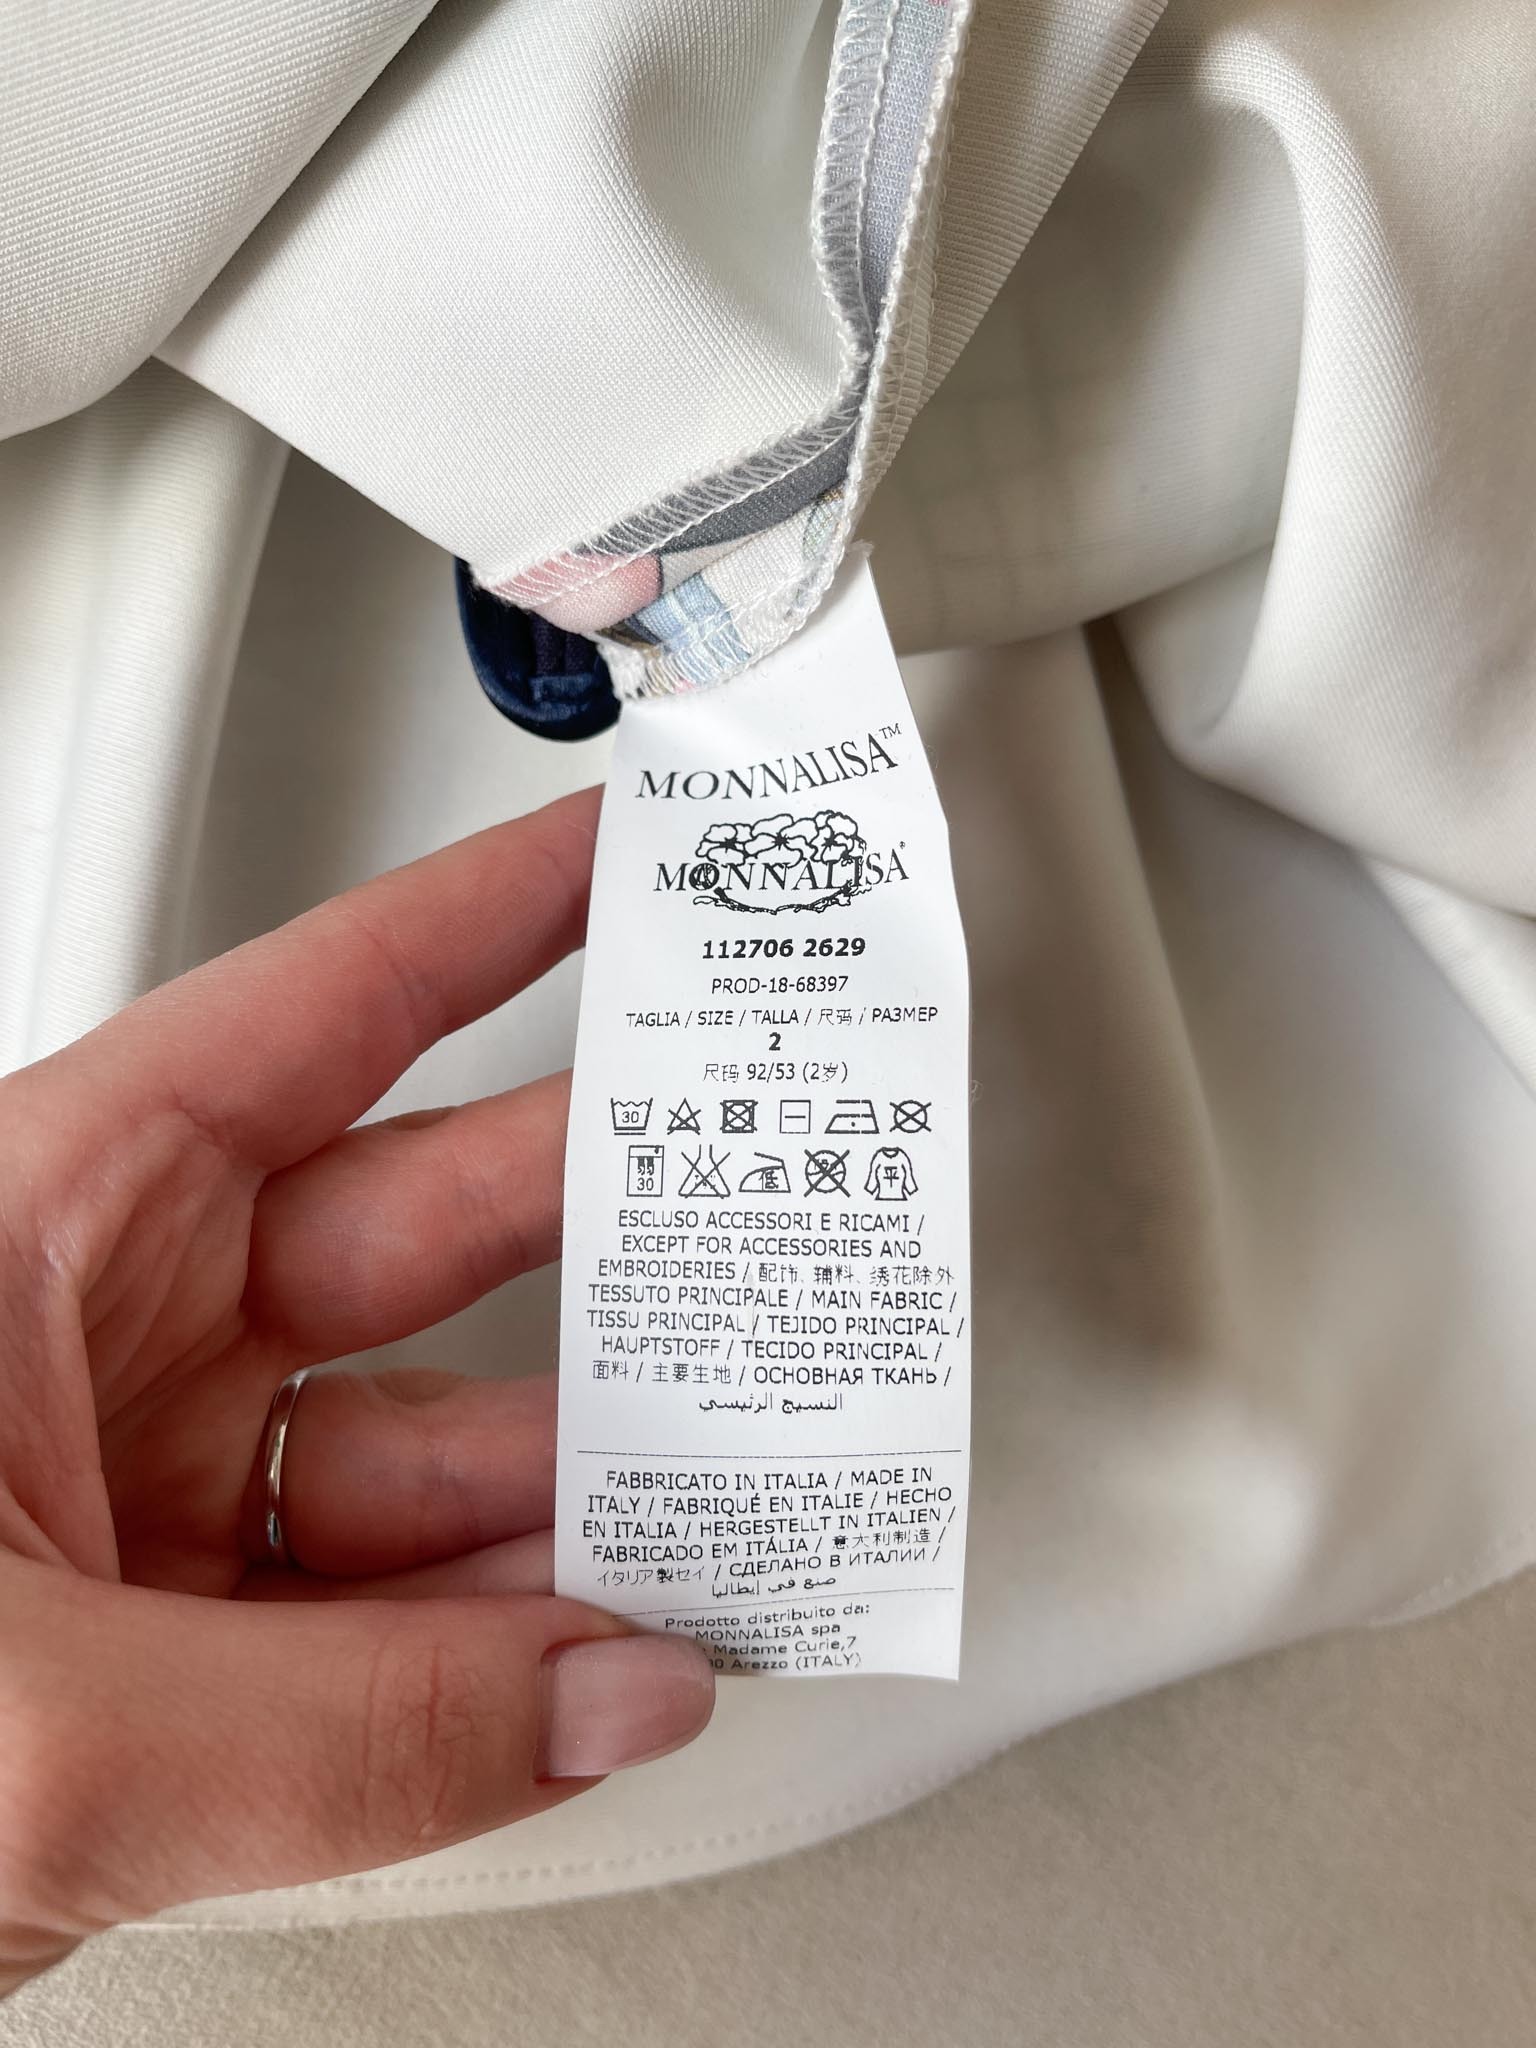 MONNALISA™
MONNALISA
112706 2629
PROD-18-68397
TAGLIA / SIZE / TALLA / 尺码 / РАЗМЕР
2
尺码 92/53 (2岁)
30
弱
30
低
平
ESCLUSO ACCESSORI E RICAMI /
EXCEPT FOR ACCESSORIES AND
EMBROIDERIES / 配饰、辅料、绣花除外
TESSUTO PRINCIPALE / MAIN FABRIC /
TISSU PRINCIPAL / TEJIDO PRINCIPAL /
HAUPTSTOFF / TECIDO PRINCIPAL /
面料 / 主要生地 / ОСНОВНАЯ ТКАНЬ /
النسيج الرئيسي
FABBRICATO IN ITALIA / MADE IN
ITALY / FABRIQUÉ EN ITALIE / HECHO
EN ITALIA / HERGESTELLT IN ITALIEN /
FABRICADO EM ITÁLIA / 意大利制造 /
イタリア製セイ / СДЕЛАНО В ИТАЛИИ /
صنع في إيطاليا
Prodotto distribuito da:
MONNALISA spa
Madame Curie,7
Arezzo (ITALY)